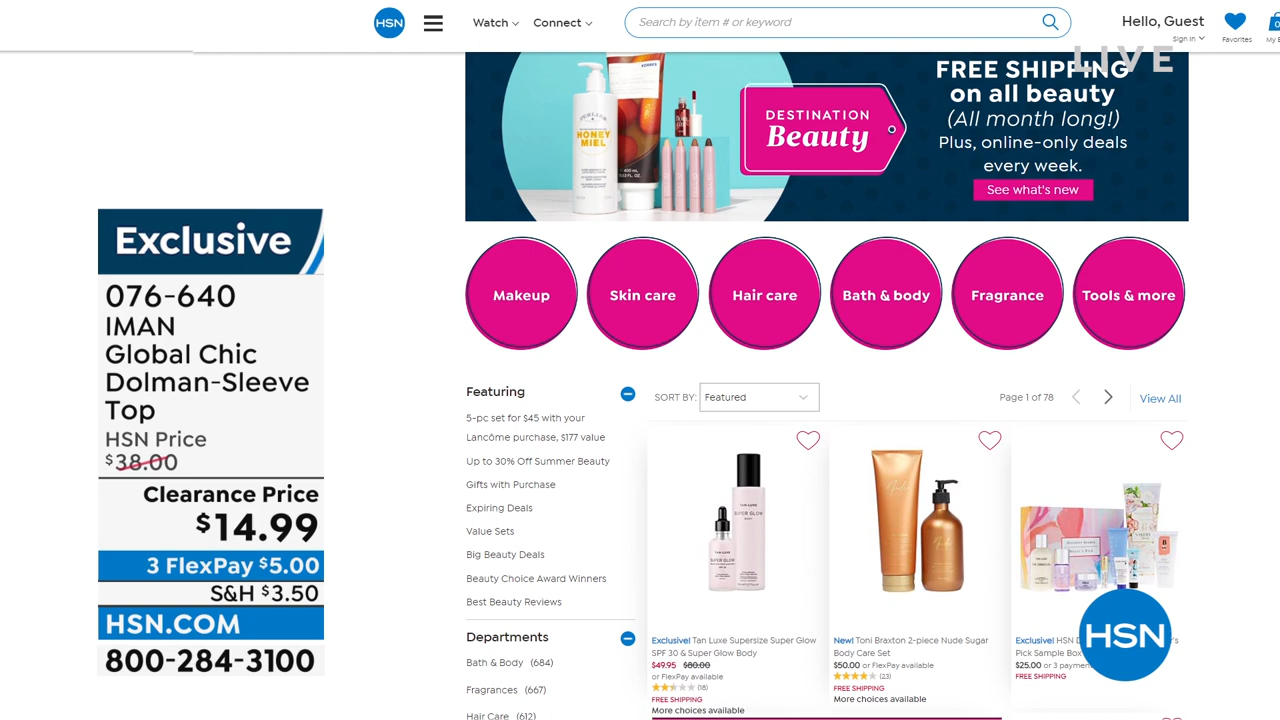 HSN
Watch
Connect
Search by item # or keyword
Hello, Guest
Sign In
Favorites
LIVE
HONEY
MIEL
KORRES
DESTINATION
Beauty
FREE SHIPPING
on all beauty
(All month long!)
Plus, online-only deals
every week.
See what's new
Exclusive
076-640
IMAN
Global Chic
Dolman-Sleeve
Top
HSN Price
$38.00
Clearance Price
$14.99
3 FlexPay $5.00
S&H $3.50
HSN.COM
800-284-3100
Makeup
Skin care
Hair care
Bath & body
Fragrance
Tools & more
Featuring
5-pc set for $45 with your
Lancôme purchase, $177 value
Up to 30% Off Summer Beauty
Gifts with Purchase
Expiring Deals
Value Sets
Big Beauty Deals
Beauty Choice Award Winners
Best Beauty Reviews
Departments
Bath & Body (684)
Fragrances (667)
Hair Care (612)
SORT BY: Featured
Page 1 of 78
View All
TAN-LUXE
SUPER GLOW
BODY
TAN-LUXE
SUPER GLOW
Exclusive! Tan Luxe Supersize Super Glow
SPF 30 & Super Glow Body
$49.95 $80.00
or FlexPay available
(18)
FREE SHIPPING
More choices available
New! Toni Braxton 2-piece Nude Sugar
Body Care Set
$50.00 or FlexPay available
(23)
FREE SHIPPING
More choices available
Exclusive! HSN
Pick Sample Box
$25.00 or 3 paymen
FREE SHIPPING
HSN